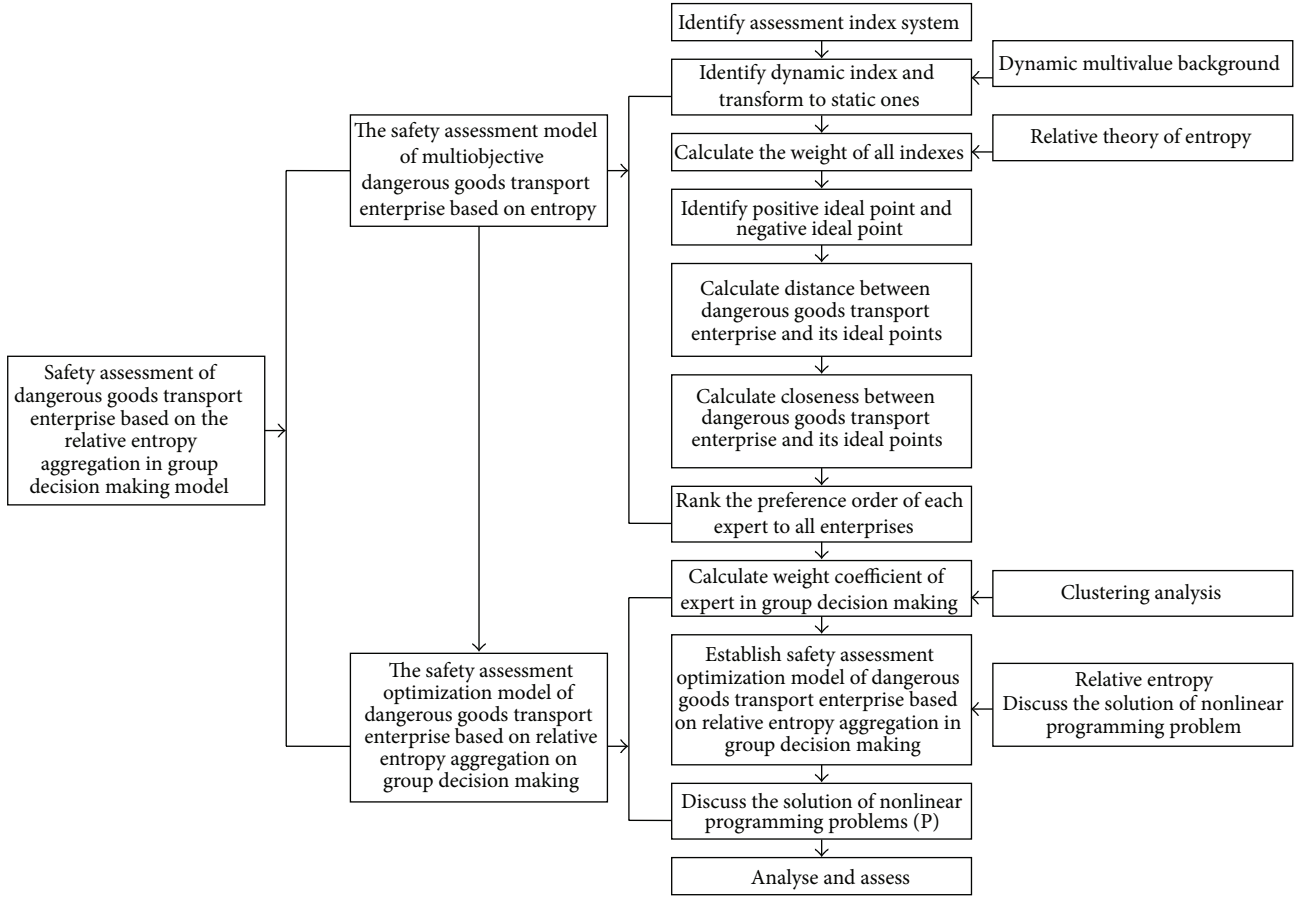 Safety assessment of
dangerous goods transport
enterprise based on the
relative entropy
aggregation in group
decision making model
The safety assessment model
of multiobjective
dangerous goods transport
enterprise based on entropy
The safety assessment
optimization model of
dangerous goods transport
enterprise based on relative
entropy aggregation on
group decision making
Identify assessment index system
Identify dynamic index and
transform to static ones
Calculate the weight of all indexes
Identify positive ideal point and
negative ideal point
Calculate distance between
dangerous goods transport
enterprise and its ideal points
Calculate closeness between
dangerous goods transport
enterprise and its ideal points
Rank the preference order of each
expert to all enterprises
Calculate weight coefficient of
expert in group decision making
Establish safety assessment
optimization model of dangerous
goods transport enterprise based
on relative entropy aggregation in
group decision making
Discuss the solution of nonlinear
programming problems (P)
Analyse and assess
Dynamic multivalue background
Relative theory of entropy
Clustering analysis
Relative entropy
Discuss the solution of nonlinear
programming problem